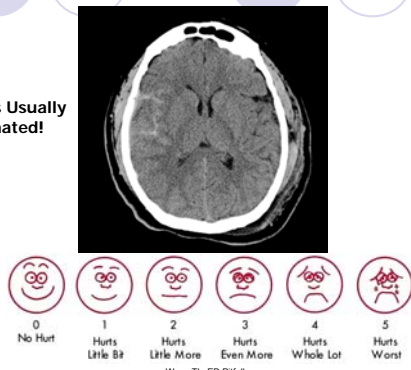 s Usually
nated!
0
No Hurt
1
Hurts
Little Bit
2
Hurts
Little More
3
Hurts
Even More
4
Hurts
Whole Lot
5
Hurts
Worst